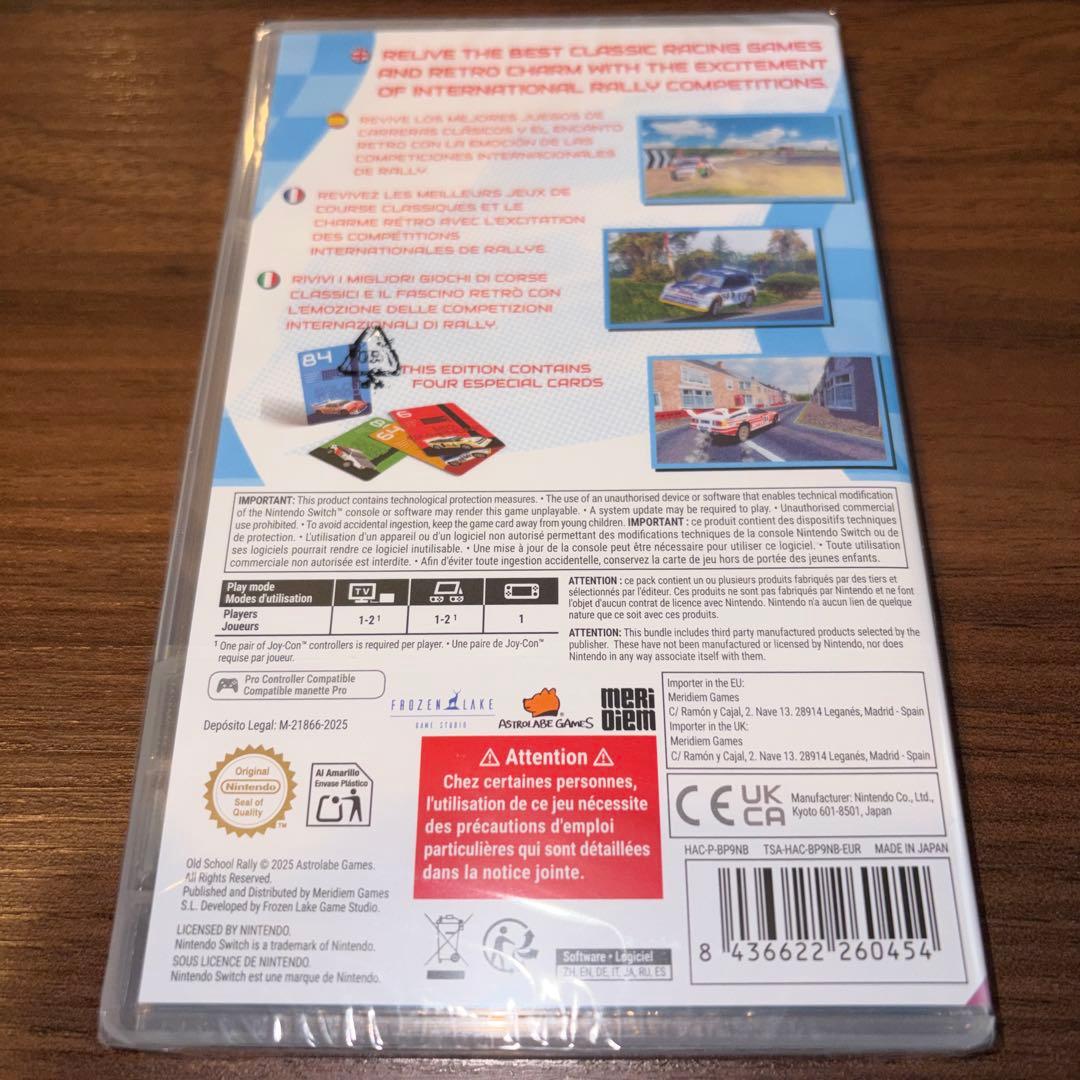 RELIVE THE BEST CLASSIC RACING GAMES
AND RETRO CHARM WITH THE EXCITEMENT
OF INTERNATIONAL RALLY COMPETITIONS.
REVIVE LOS MEJORES JUEGOS DE
CARRERAS CLÁSICOS Y EL ENCANTO
RETRO CON LA EMOCIÓN DE LAS
COMPETICIONES INTERNACIONALES
DE RALLY.
REVIVEZ LES MEILLEURS JEUX DE
COURSE CLASSIQUES ET LE
CHARME RÉTRO AVEC L'EXCITATION
DES COMPÉTITIONS
INTERNATIONALES DE RALLYE.
RIVIVI I MIGLIORI GIOCHI DI CORSE
CLASSICI E IL FASCINO RETRÒ CON
L'EMOZIONE DELLE COMPETIZIONI
INTERNAZIONALI DI RALLY.
84
THIS EDITION CONTAINS
FOUR ESPECIAL CARDS
IMPORTANT: This product contains technological protection measures. • The use of an unauthorised device or software that enables technical modification
of the Nintendo Switch™ console or software may render this game unplayable. • A system update may be required to play. • Unauthorised commercial
use prohibited. • To avoid accidental ingestion, keep the game card away from young children. IMPORTANT : ce produit contient des dispositifs techniques
de protection. • L'utilisation d'un appareil ou d'un logiciel non autorisé permettant des modifications techniques de la console Nintendo Switch ou de
ses logiciels pourrait rendre ce logiciel inutilisable. • Une mise à jour de la console peut être nécessaire pour utiliser ce logiciel. • Toute utilisation
commerciale non autorisée est interdite. • Afin d'éviter toute ingestion accidentelle, conservez la carte de jeu hors de portée des jeunes enfants.
Play mode
Modes d'utilisation
TV
Players
Joueurs
1-2 ¹
1-2 ¹
1
¹ One pair of Joy-Con™ controllers is required per player. • Une paire de Joy-Con™
requise par joueur.
ATTENTION : ce pack contient un ou plusieurs produits fabriqués par des tiers et
sélectionnés par l'éditeur. Ces produits ne sont pas fabriqués par Nintendo et ne font
l'objet d'aucun contrat de licence avec Nintendo. Nintendo n'a aucun lien de quelque
nature que ce soit avec ces produits.
ATTENTION: This bundle includes third party manufactured products selected by the
publisher. These have not been manufactured or licensed by Nintendo, nor does
Nintendo in any way associate itself with them.
Pro Controller Compatible
Compatible manette Pro
Depósito Legal: M-21866-2025
FROZEN LAKE
GAME STUDIO
ASTROLABE GAMES
MERI
DIEM
Importer in the EU:
Meridiem Games
C/ Ramón y Cajal, 2. Nave 13. 28914 Leganés, Madrid - Spain
Importer in the UK:
Meridiem Games
C/ Ramón y Cajal, 2. Nave 13. 28914 Leganés, Madrid - Spain
Original
Nintendo
Seal of
Quality
TM
Al Amarillo
Envase Plástico
Attention
Chez certaines personnes,
l'utilisation de ce jeu nécessite
des précautions d'emploi
particulières qui sont détaillées
dans la notice jointe.
CE UK
CA
Manufacturer: Nintendo Co., Ltd.,
Kyoto 601-8501, Japan
HAC-P-BP9NB TSA-HAC-BP9NB-EUR MADE IN JAPAN
Old School Rally © 2025 Astrolabe Games.
All Rights Reserved.
Published and Distributed by Meridiem Games
S.L. Developed by Frozen Lake Game Studio.
LICENSED BY NINTENDO.
Nintendo Switch is a trademark of Nintendo.
SOUS LICENCE DE NINTENDO.
Nintendo Switch est une marque de Nintendo.
Software • Logiciel
ZH, EN, DE, IT, JA, RU, ES
8 436622 260454